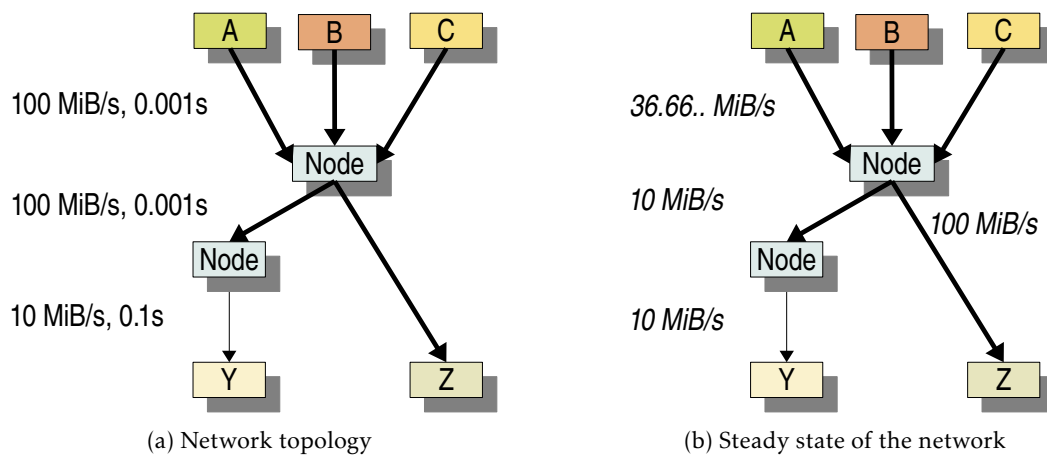 A B C
100 MiB/s, 0.001s
Node
100 MiB/s, 0.001s
Node
10 MiB/s, 0.1s
Y Z
(a) Network topology
A B C
36.66.. MiB/s
Node
10 MiB/s
100 MiB/s
Node
10 MiB/s
Y Z
(b) Steady state of the network